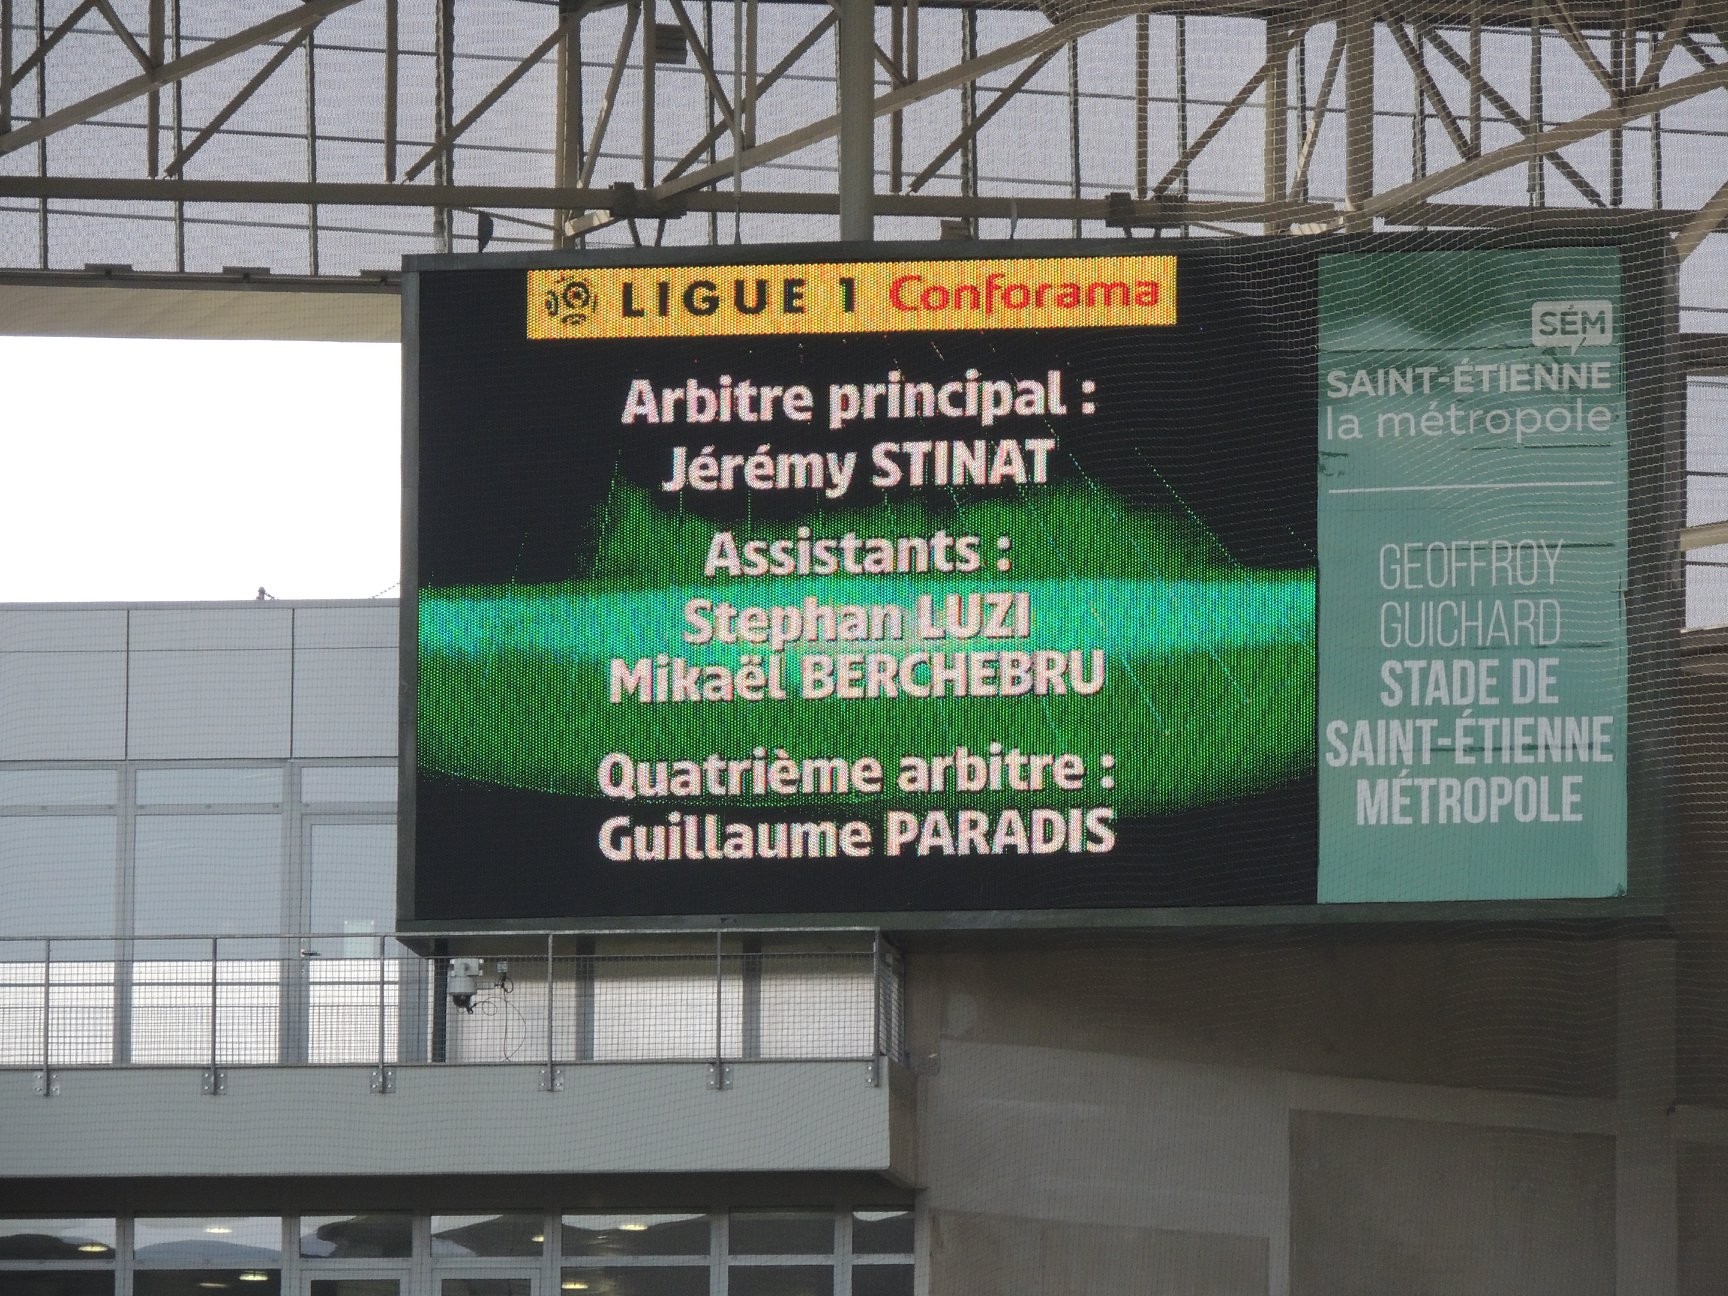 LIGUE 1 Conforama
Arbitre principal :
Jérémy STINAT
Assistants :
Stephan LUZI
Mikaël BERCHEBRU
Quatrième arbitre :
Guillaume PARADIS
SÉM
SAINT-ÉTIENNE
la métropole
GEOFFROY
GUICHARD
STADE DE
SAINT-ÉTIENNE
MÉTROPOLE